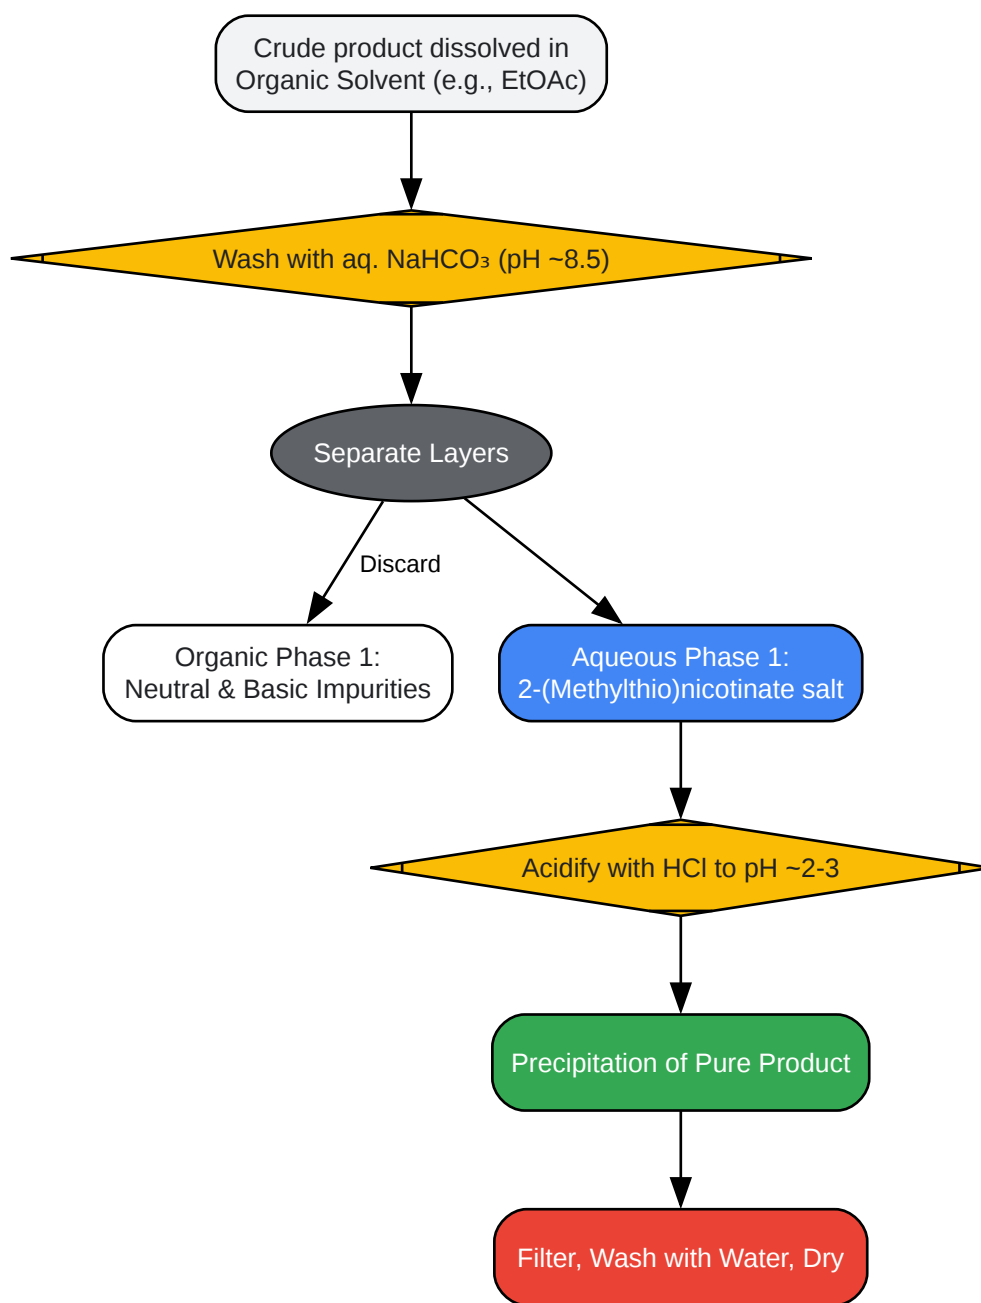 Crude product dissolved in
Organic Solvent (e.g., EtOAc)
Wash with aq. NaHCO₃ (pH ~8.5)
Separate Layers
Discard
Organic Phase 1:
Neutral & Basic Impurities
Aqueous Phase 1:
2-(Methylthio)nicotinate salt
Acidify with HCl to pH ~2-3
Precipitation of Pure Product
Filter, Wash with Water, Dry